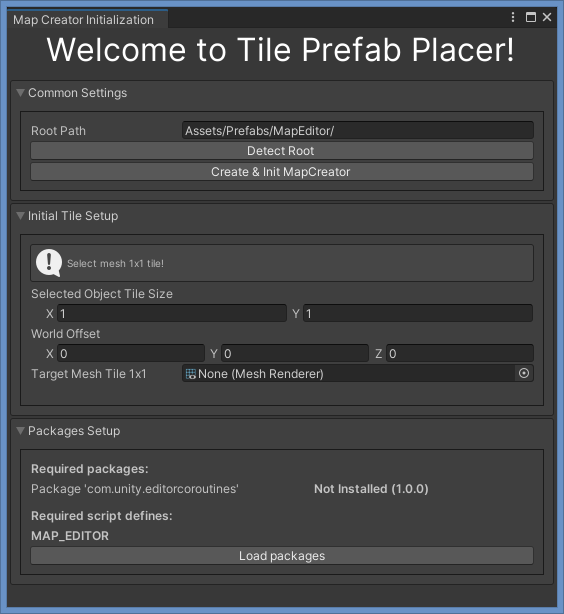 Map Creator Initialization
Welcome to Tile Prefab Placer!
Common Settings
Root Path Assets/Prefabs/MapEditor/
Detect Root
Create & Init MapCreator
Initial Tile Setup
Select mesh 1x1 tile!
Selected Object Tile Size
X 1 Y 1
World Offset
X 0 Y 0 Z 0
Target Mesh Tile 1x1 None (Mesh Renderer)
Packages Setup
Required packages:
Package 'com.unity.editorcoroutines' Not Installed (1.0.0)
Required script defines:
MAP_EDITOR
Load packages